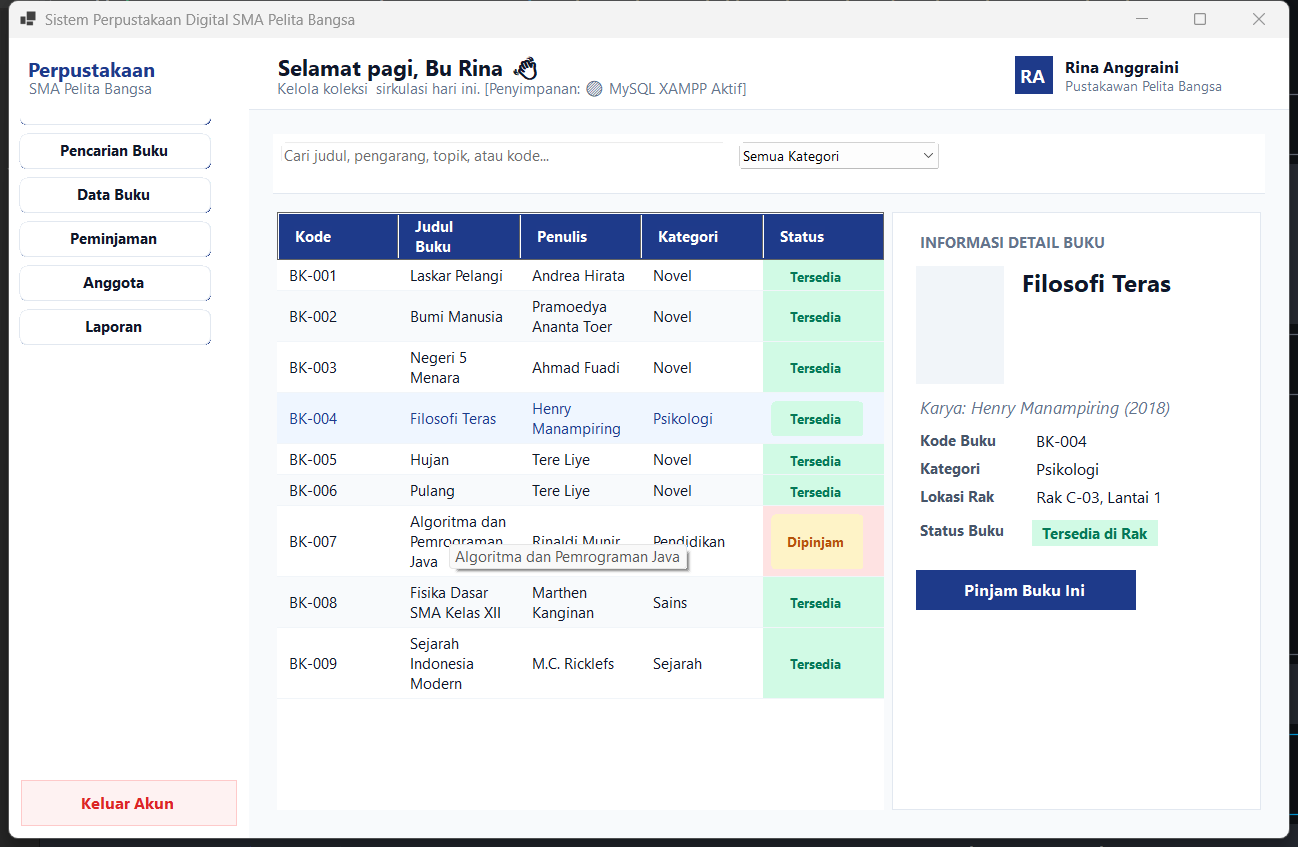 Sistem Perpustakaan Digital SMA Pelita Bangsa
Perpustakaan
SMA Pelita Bangsa
Pencarian Buku
Data Buku
Peminjaman
Anggota
Laporan
Keluar Akun
Selamat pagi, Bu Rina
Kelola koleksi sirkulasi hari ini. [Penyimpanan: MySQL XAMPP Aktif]
RA
Rina Anggraini
Pustakawan Pelita Bangsa
Cari judul, pengarang, topik, atau kode...
Semua Kategori
Kode Judul Buku Penulis Kategori Status
BK-001 Laskar Pelangi Andrea Hirata Novel Tersedia
BK-002 Bumi Manusia Pramoedya Ananta Toer Novel Tersedia
BK-003 Negeri 5 Menara Ahmad Fuadi Novel Tersedia
BK-004 Filosofi Teras Henry Manampiring Psikologi Tersedia
BK-005 Hujan Tere Liye Novel Tersedia
BK-006 Pulang Tere Liye Novel Tersedia
BK-007 Algoritma dan Pemrograman Java Rinaldi Munir Pendidikan Dipinjam
Algoritma dan Pemrograman Java
BK-008 Fisika Dasar SMA Kelas XII Marthen Kanginan Sains Tersedia
BK-009 Sejarah Indonesia Modern M.C. Ricklefs Sejarah Tersedia
INFORMASI DETAIL BUKU
Filosofi Teras
Karya: Henry Manampiring (2018)
Kode Buku BK-004
Kategori Psikologi
Lokasi Rak Rak C-03, Lantai 1
Status Buku Tersedia di Rak
Pinjam Buku Ini